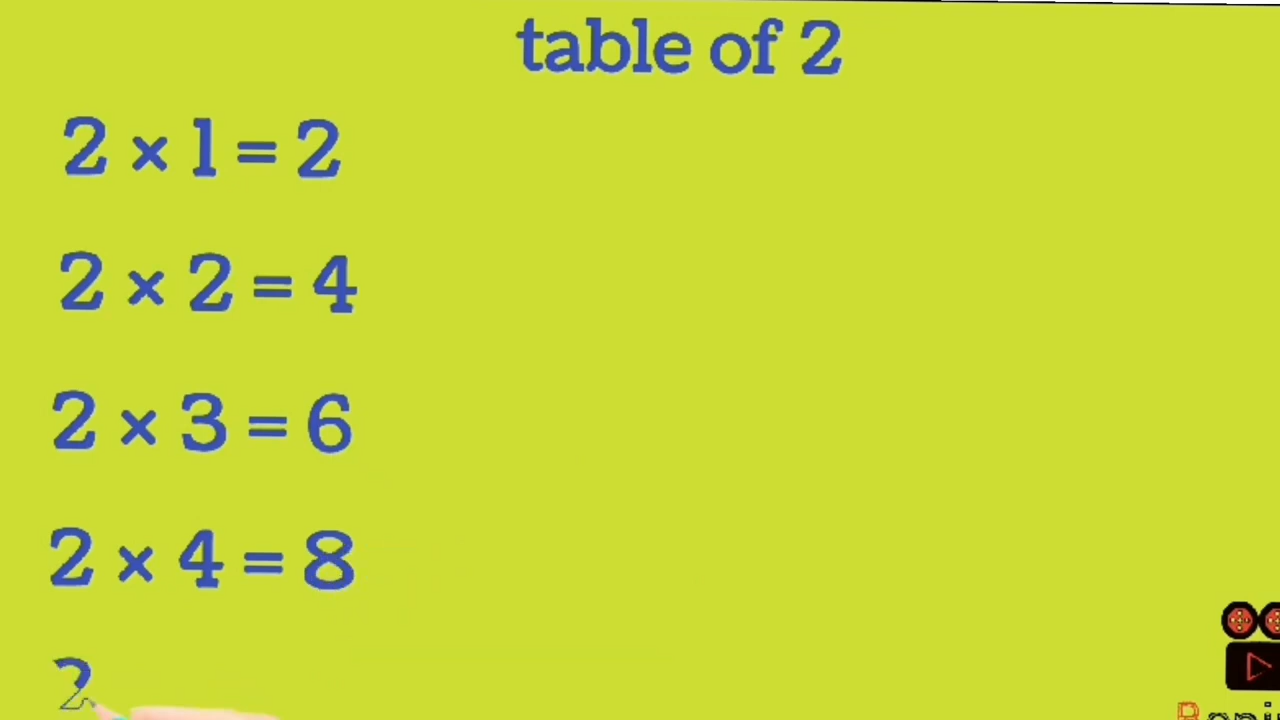 table of 2
2 × 1 = 2
2 × 2 = 4
2 × 3 = 6
2 × 4 = 8
2